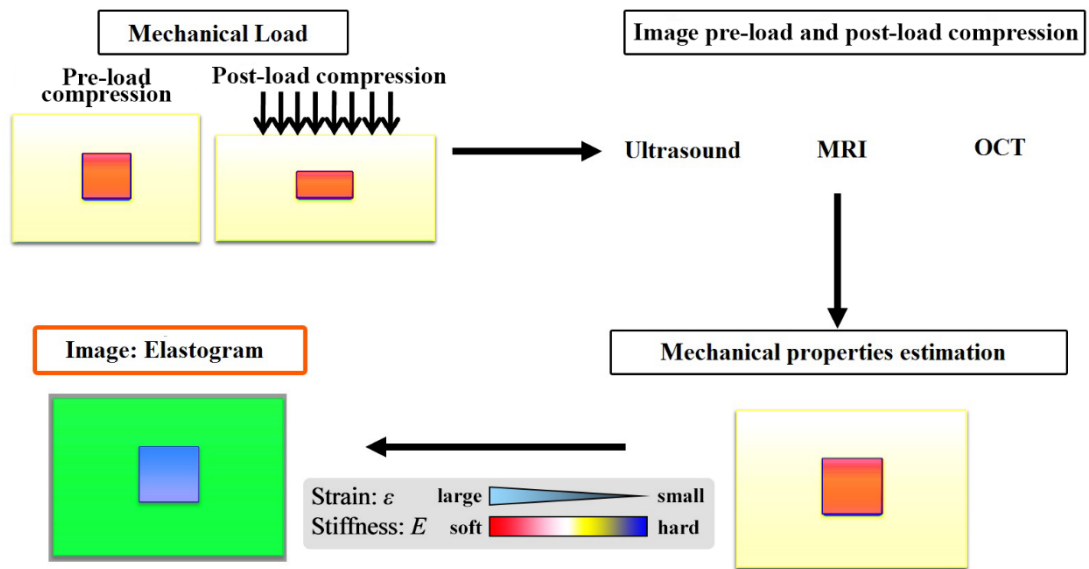 Mechanical Load
Image pre-load and post-load compression
Pre-load
compression
Post-load compression
Ultrasound
MRI
OCT
Image: Elastogram
Mechanical properties estimation
Strain: ε large small
Stiffness: E soft hard